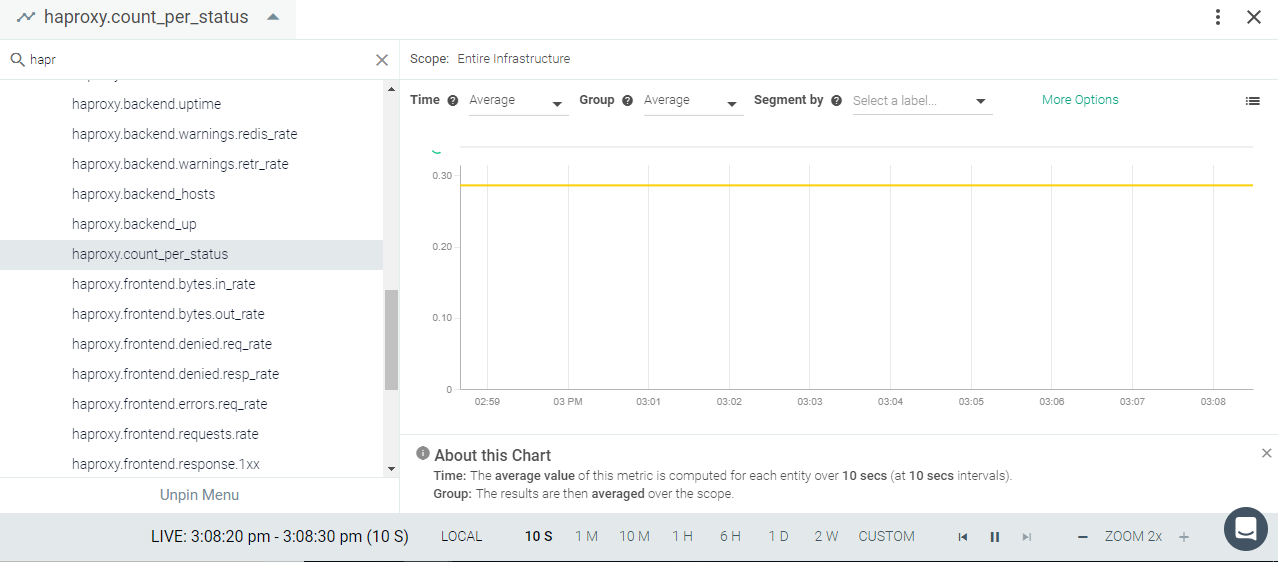 haproxy.count_per_status
hapr
Scope: Entire Infrastructure
haproxy.backend.uptime
haproxy.backend.warnings.redis_rate
haproxy.backend.warnings.retr_rate
haproxy.backend_hosts
haproxy.backend_up
haproxy.count_per_status
haproxy.frontend.bytes.in_rate
haproxy.frontend.bytes.out_rate
haproxy.frontend.denied.req_rate
haproxy.frontend.denied.resp_rate
haproxy.frontend.errors.req_rate
haproxy.frontend.requests.rate
haproxy.frontend.response.1xx
Unpin Menu
Time ? Average Group ? Average Segment by ? Select a label... More Options
0.30
0.20
0.10
0
02:59 03 PM 03:01 03:02 03:03 03:04 03:05 03:06 03:07 03:08
About this Chart
Time: The average value of this metric is computed for each entity over 10 secs (at 10 secs intervals).
Group: The results are then averaged over the scope.
LIVE: 3:08:20 pm - 3:08:30 pm (10 S) LOCAL 10 S 1 M 10 M 1 H 6 H 1 D 2 W CUSTOM ZOOM 2x